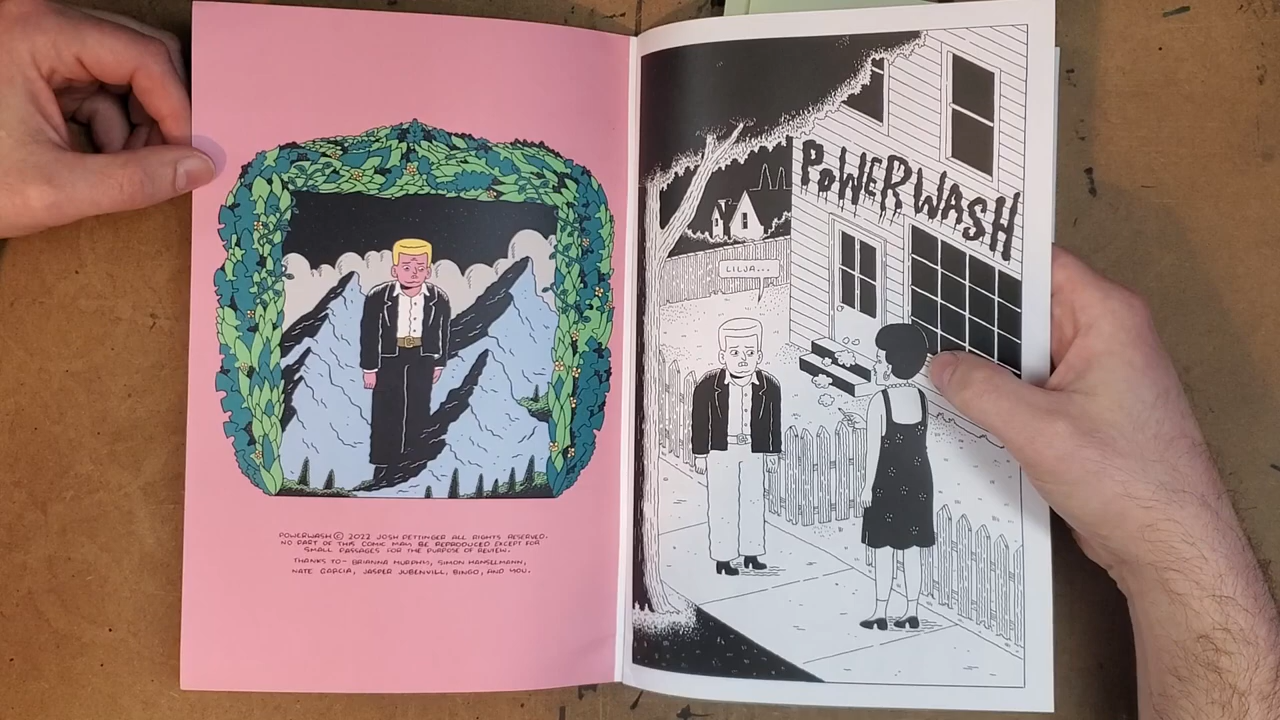 POWERWASH © 2022 JOSH PETTINGER ALL RIGHTS RESERVED.
NO PART OF THIS COMIC MAY BE REPRODUCED EXCEPT FOR
SMALL PASSAGES FOR THE PURPOSE OF REVIEW.
THANKS TO- BRIANNA MURPHY, SIMON HANSELMANN,
NATE GARCIA, JASPER JUBENVILL, BINGO, AND YOU.
POWERWASH
LILJA...